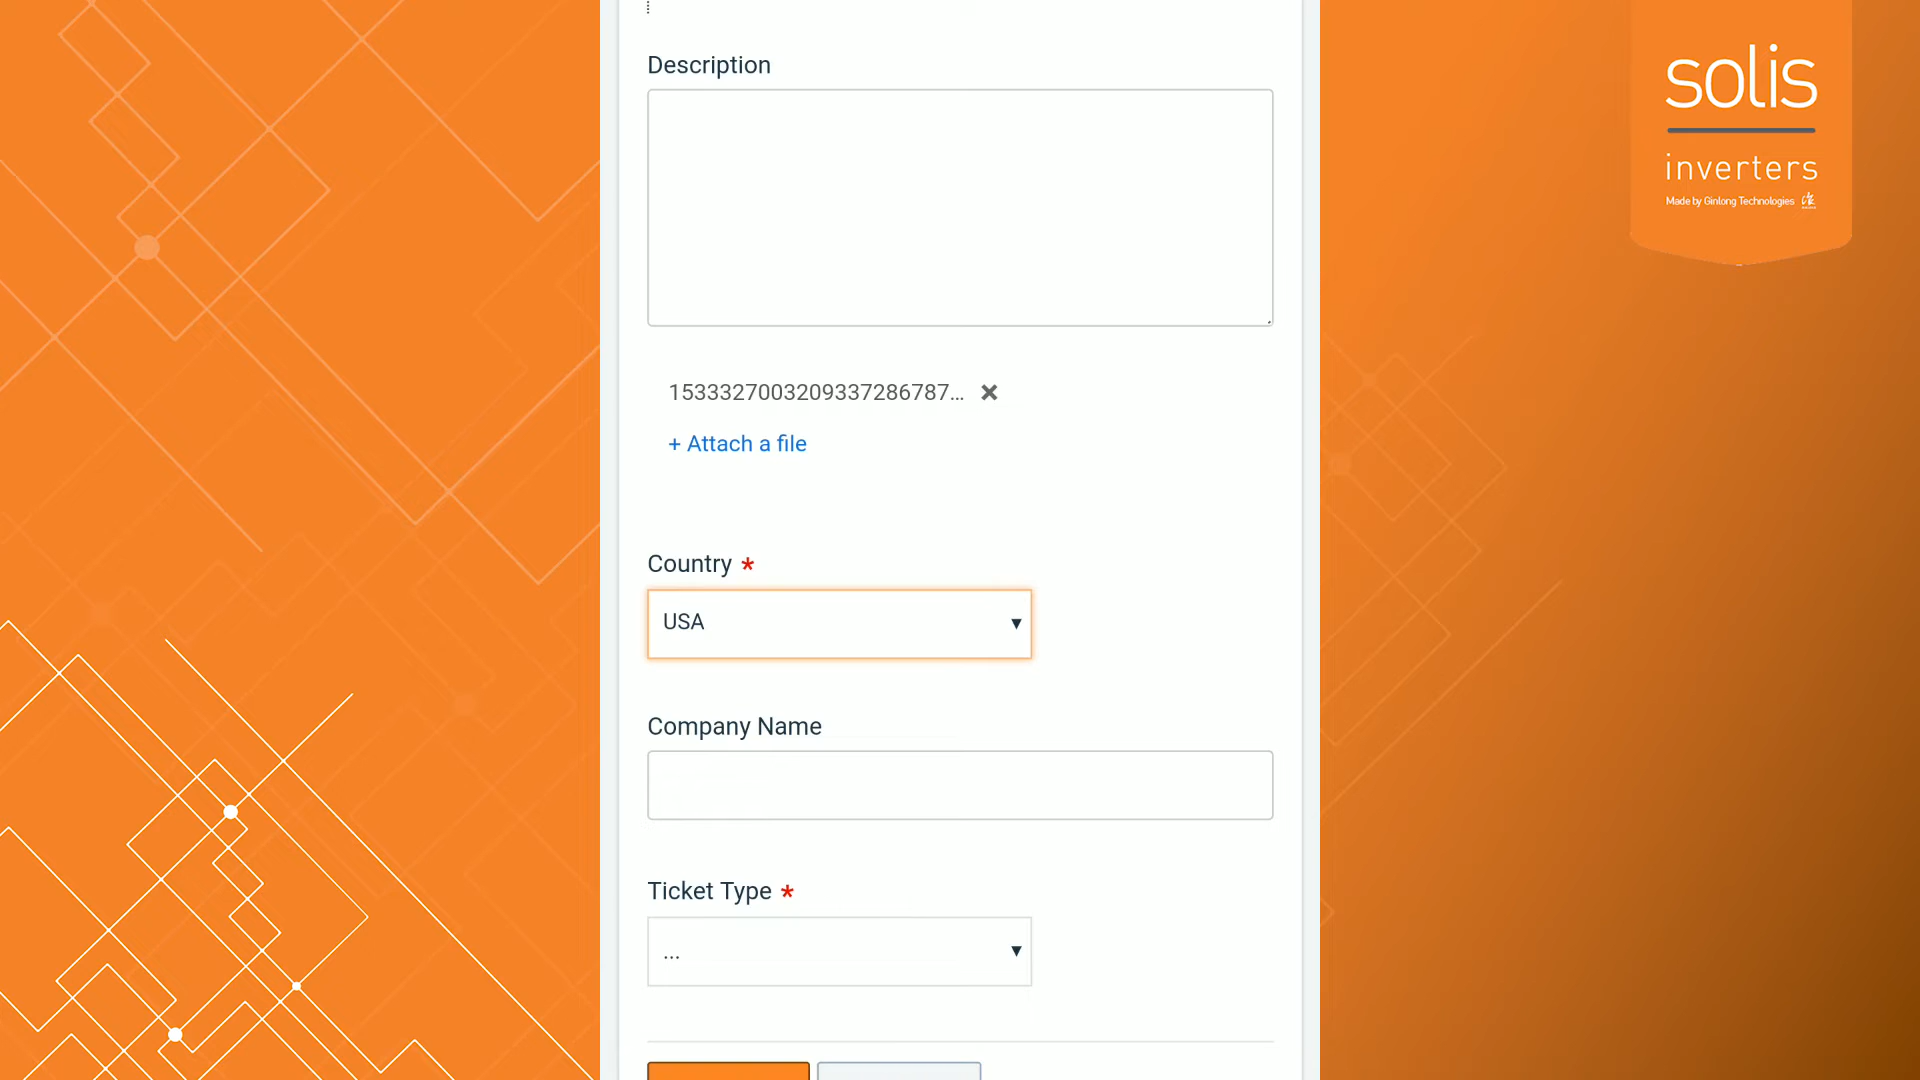 Description
1533327003209337286787...
+ Attach a file
Country *
USA
Company Name
Ticket Type *
...
solis
inverters
Made by Ginlong Technologies